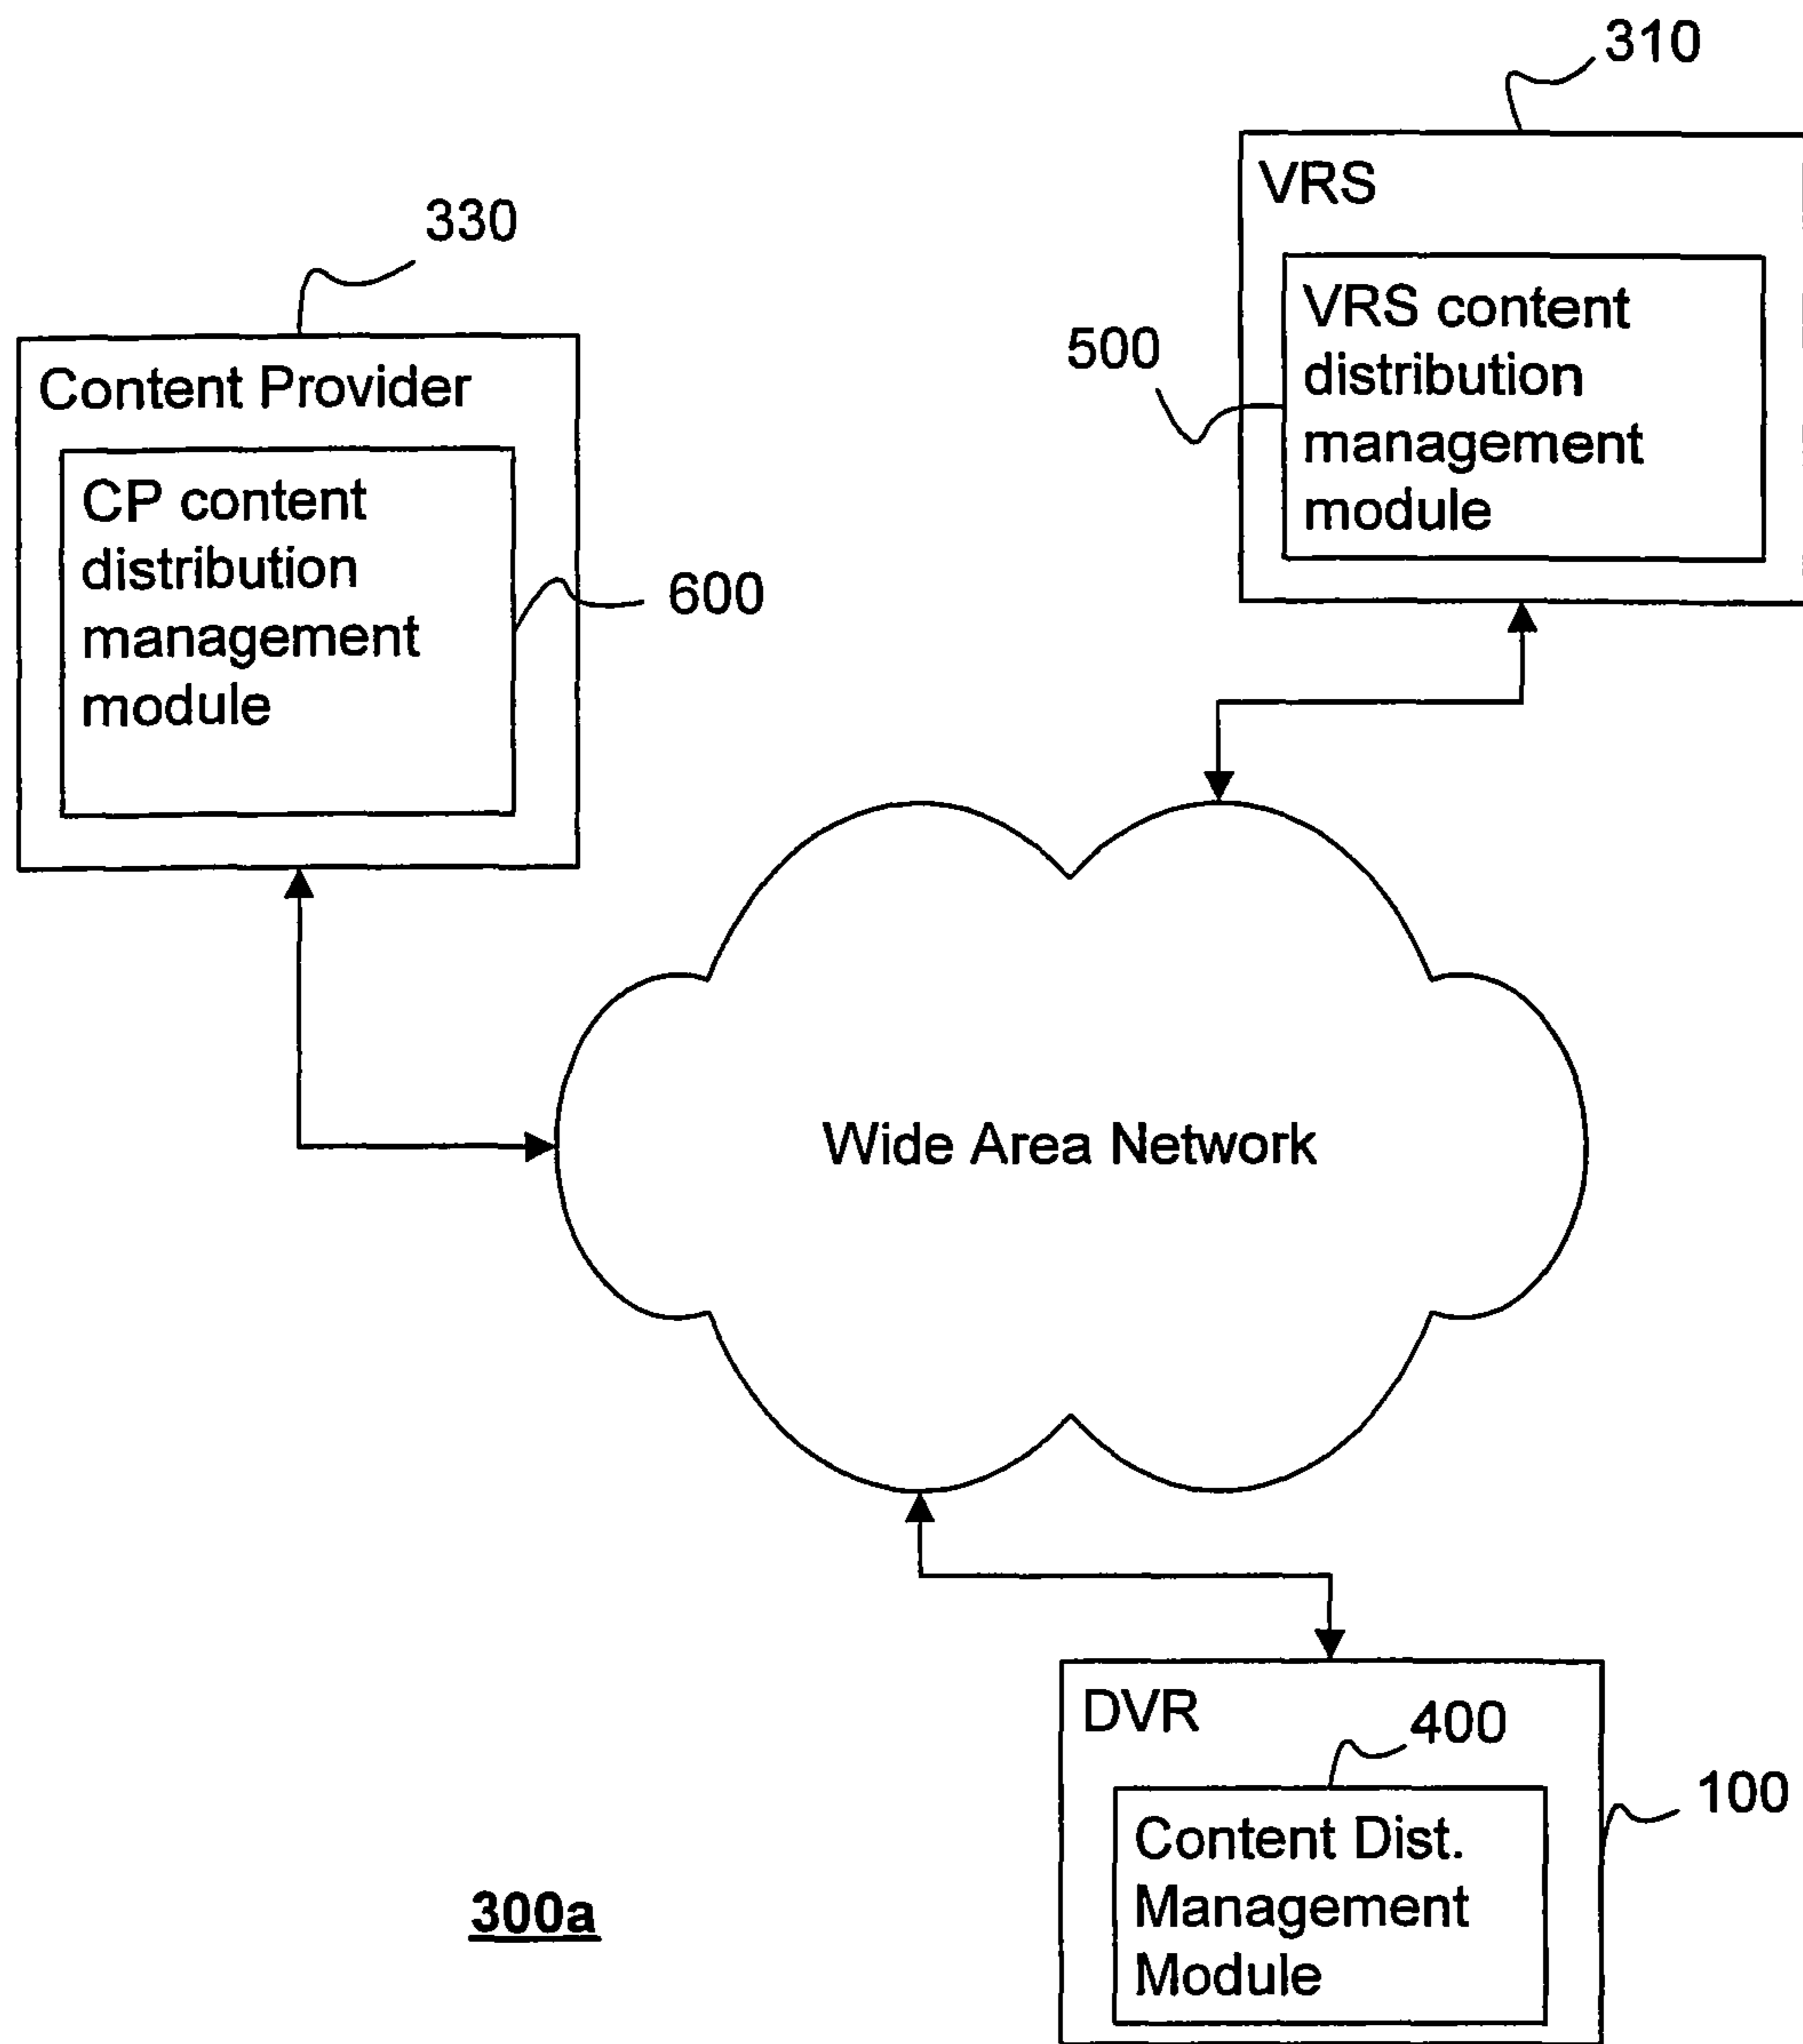 310
VRS
330
VRS content
distribution
management
module
500
Content Provider
CP content
distribution
management
module
600
Wide Area Network
DVR
400
100
Content Dist.
Management
Module
300a